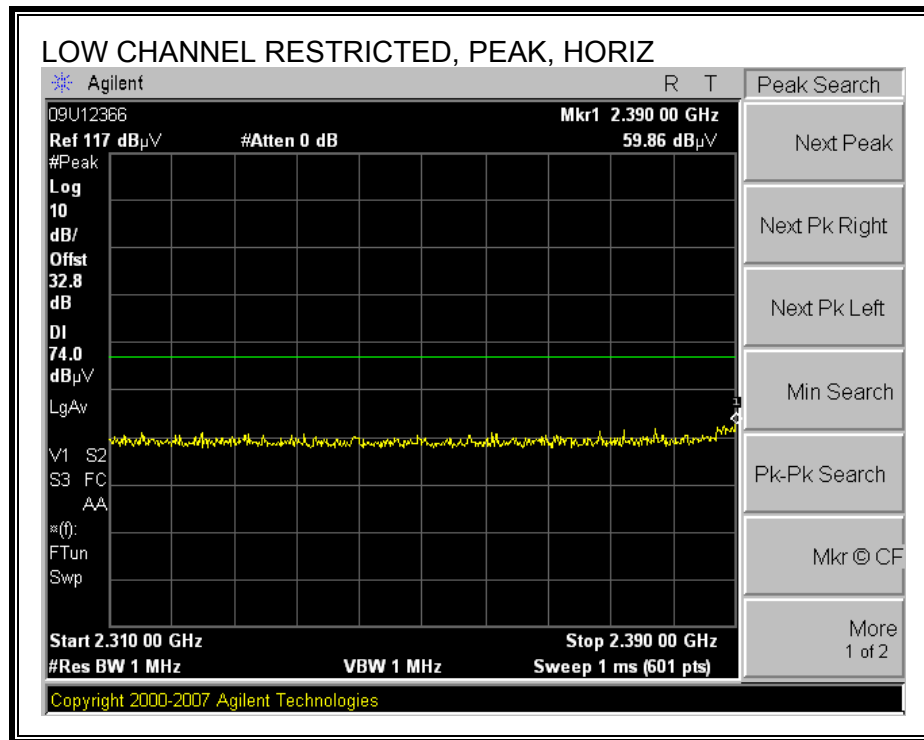 LOW CHANNEL RESTRICTED, PEAK, HORIZ
Agilent R T Peak Search
09U12366 Mkr1 2.390 00 GHz
Ref 117 dBµV #Atten 0 dB 59.86 dBµV
#Peak
Log
10
dB/
Offst
32.8
dB
DI
74.0
dBµV
LgAv
V1 S2
S3 FC
AA
¤(f):
FTun
Swp
1
Start 2.310 00 GHz Stop 2.390 00 GHz
#Res BW 1 MHz VBW 1 MHz Sweep 1 ms (601 pts)
Copyright 2000-2007 Agilent Technologies
Next Peak
Next Pk Right
Next Pk Left
Min Search
Pk-Pk Search
Mkr © CF
More
1 of 2